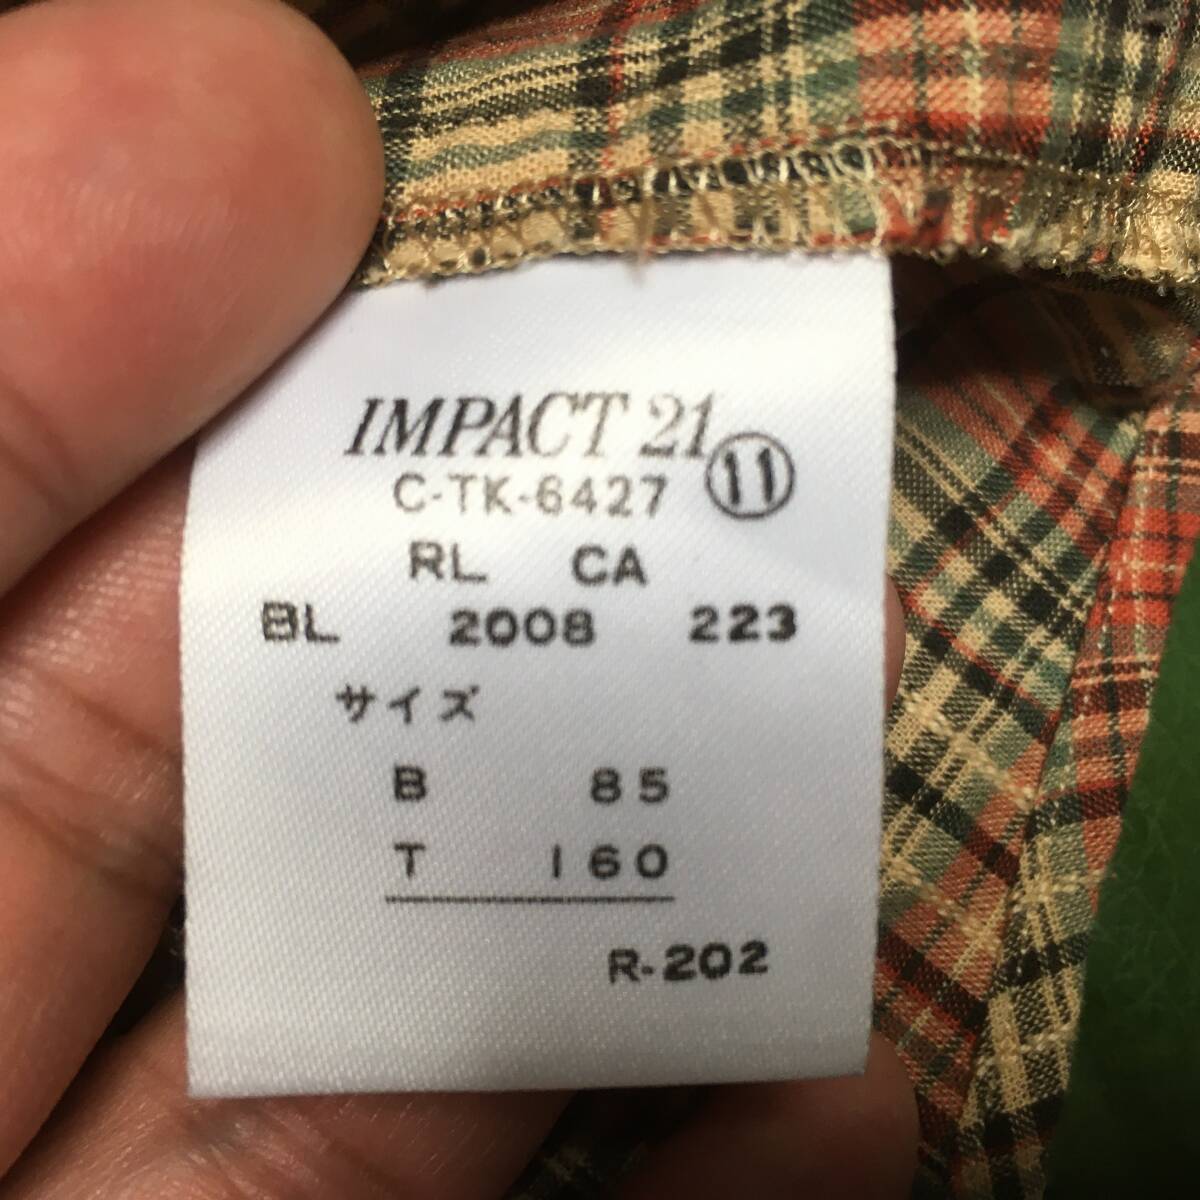 IMPACT 21
C-TK-6427 ⑪
RL CA
BL 2008 223
サイズ
B 85
T 160
R-202